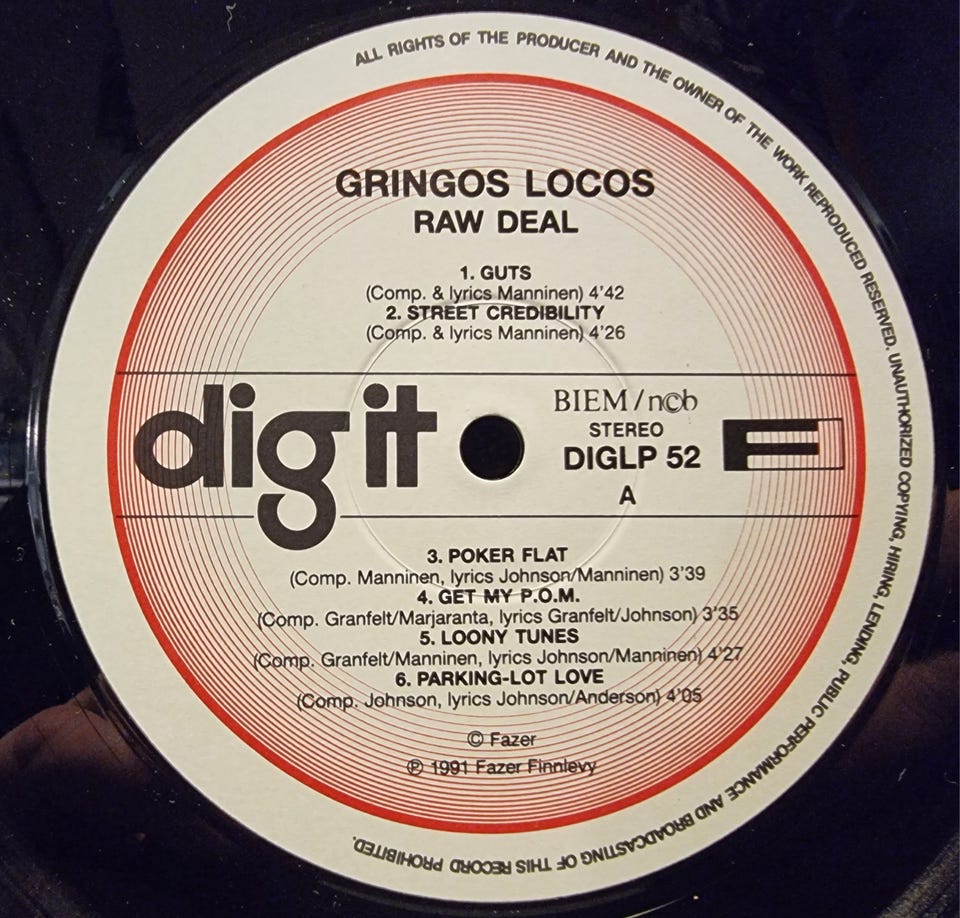 ALL RIGHTS OF THE PRODUCER AND THE OWNER OF THE WORK REPRODUCED RESERVED. UNAUTHORIZED COPYING, HIRING, LENDING, PUBLIC PERFORMANCE AND BROADCASTING OF THIS RECORD PROHIBITED.
GRINGOS LOCOS
RAW DEAL
1. GUTS
(Comp. & lyrics Manninen) 4'42
2. STREET CREDIBILITY
(Comp. & lyrics Manninen) 4'26
dig it
BIEM/ncb
STEREO
DIGLP 52
A
F
3. POKER FLAT
(Comp. Manninen, lyrics Johnson/Manninen) 3'39
4. GET MY P.O.M.
(Comp. Granfelt/Marjaranta, lyrics Granfelt/Johnson) 3'35
5. LOONY TUNES
(Comp. Granfelt/Manninen, lyrics Johnson/Manninen) 4'27
6. PARKING-LOT LOVE
(Comp. Johnson, lyrics Johnson/Anderson) 4'05
© Fazer
℗ 1991 Fazer Finnlevy